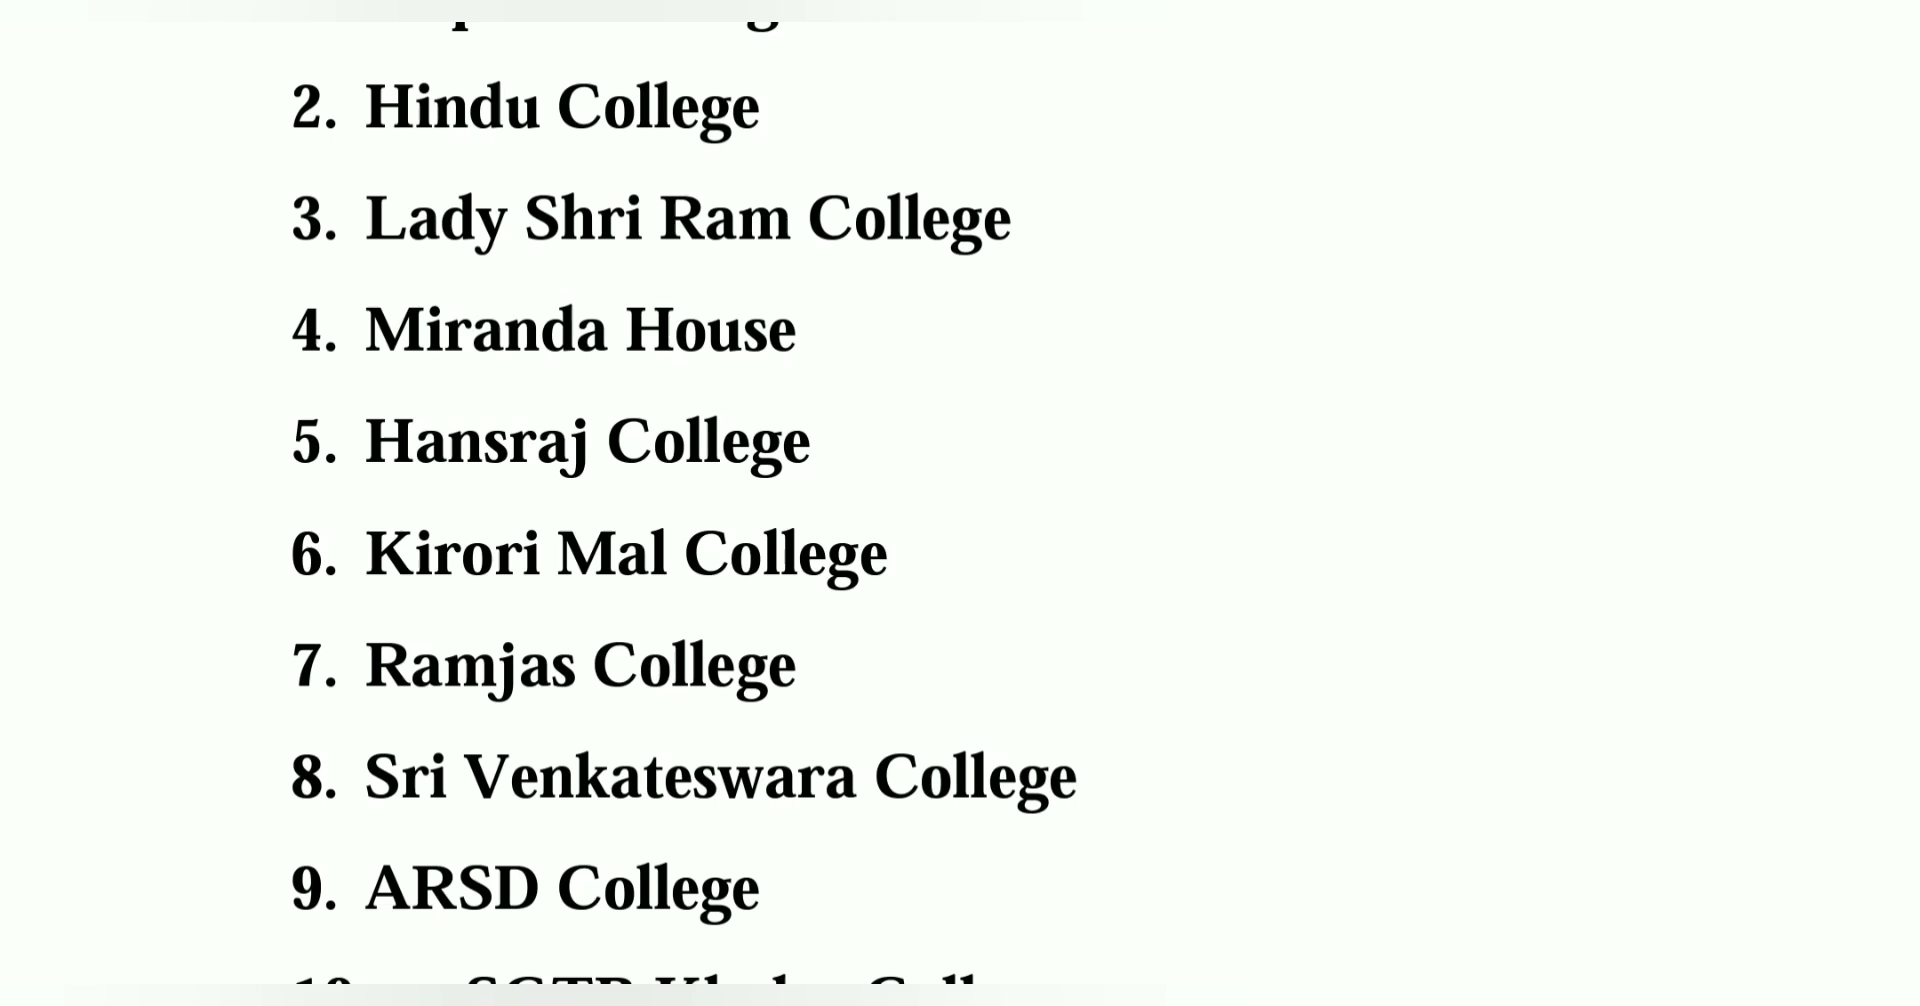 2. Hindu College
3. Lady Shri Ram College
4. Miranda House
5. Hansraj College
6. Kirori Mal College
7. Ramjas College
8. Sri Venkateswara College
9. ARSD College